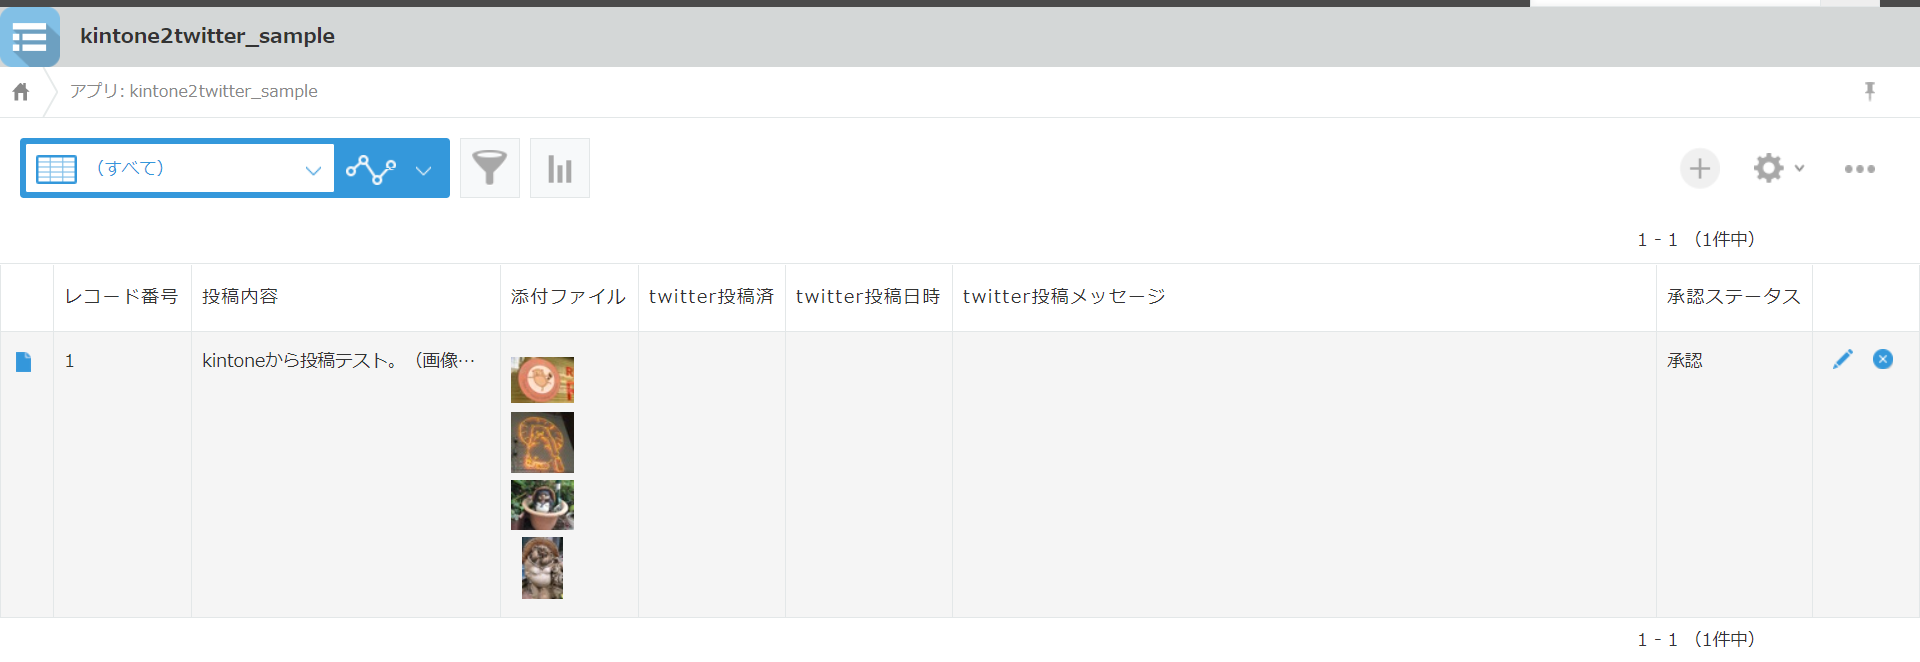 kintone2twitter_sample
アプリ: kintone2twitter_sample
（すべて）
1 - 1 （1件中）
レコード番号 投稿内容 添付ファイル twitter投稿済 twitter投稿日時 twitter投稿メッセージ 承認ステータス
1 kintoneから投稿テスト。（画像… 承認
1 - 1 （1件中）